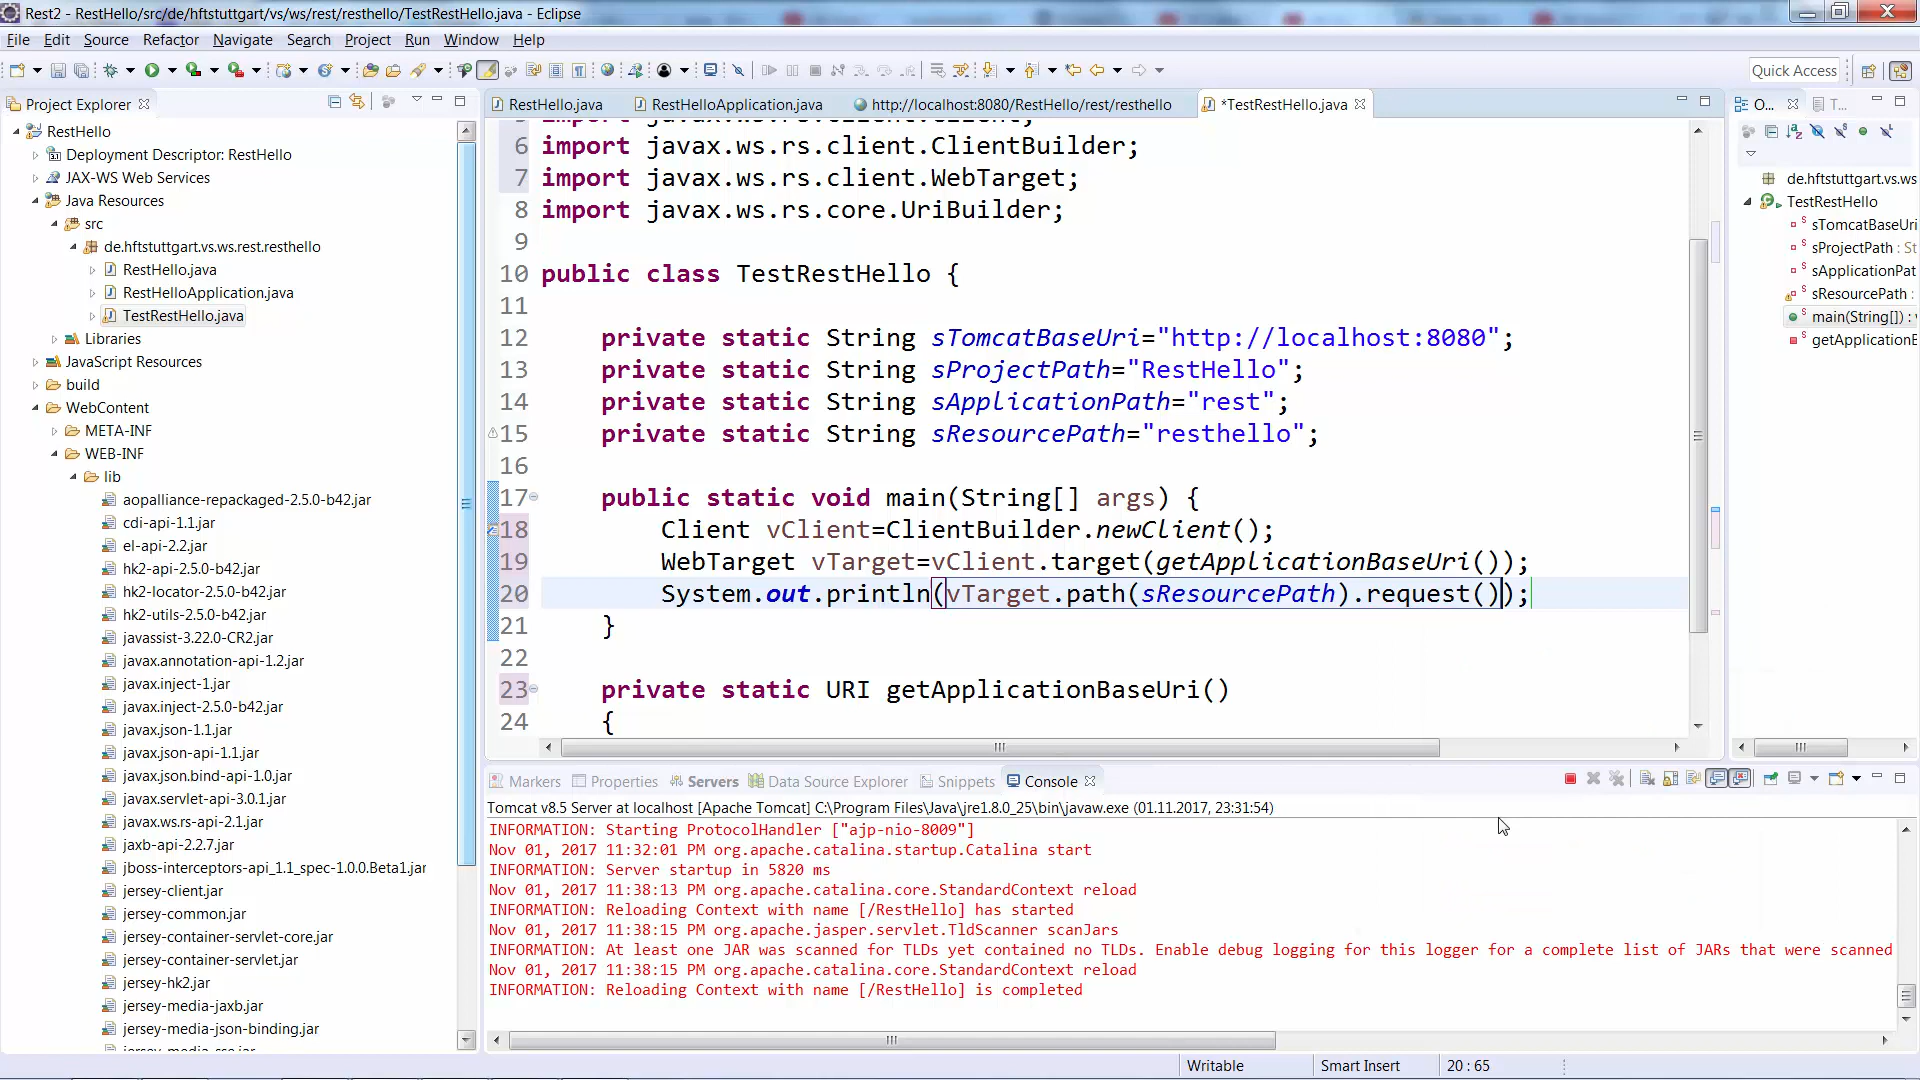 Rest2 - RestHello/src/de/hftstuttgart/vs/ws/rest/resthello/TestRestHello.java - Eclipse
File Edit Source Refactor Navigate Search Project Run Window Help
Quick Access
Project Explorer
RestHello
Deployment Descriptor: RestHello
JAX-WS Web Services
Java Resources
src
de.hftstuttgart.vs.ws.rest.resthello
RestHello.java
RestHelloApplication.java
TestRestHello.java
Libraries
JavaScript Resources
build
WebContent
META-INF
WEB-INF
lib
aopalliance-repackaged-2.5.0-b42.jar
cdi-api-1.1.jar
el-api-2.2.jar
hk2-api-2.5.0-b42.jar
hk2-locator-2.5.0-b42.jar
hk2-utils-2.5.0-b42.jar
javassist-3.22.0-CR2.jar
javax.annotation-api-1.2.jar
javax.inject-1.jar
javax.inject-2.5.0-b42.jar
javax.json-1.1.jar
javax.json-api-1.1.jar
javax.json.bind-api-1.0.jar
javax.servlet-api-3.0.1.jar
javax.ws.rs-api-2.1.jar
jaxb-api-2.2.7.jar
jboss-interceptors-api_1.1_spec-1.0.0.Beta1.jar
jersey-client.jar
jersey-common.jar
jersey-container-servlet-core.jar
jersey-container-servlet.jar
jersey-hk2.jar
jersey-media-jaxb.jar
jersey-media-json-binding.jar
RestHello.java RestHelloApplication.java http://localhost:8080/RestHello/rest/resthello *TestRestHello.java
6 import javax.ws.rs.client.ClientBuilder;
7 import javax.ws.rs.client.WebTarget;
8 import javax.ws.rs.core.UriBuilder;
9
10 public class TestRestHello {
11
12 private static String sTomcatBaseUri="http://localhost:8080";
13 private static String sProjectPath="RestHello";
14 private static String sApplicationPath="rest";
15 private static String sResourcePath="resthello";
16
17 public static void main(String[] args) {
18 Client vClient=ClientBuilder.newClient();
19 WebTarget vTarget=vClient.target(getApplicationBaseUri());
20 System.out.println(vTarget.path(sResourcePath).request());
21 }
22
23 private static URI getApplicationBaseUri()
24 {
O... T...
de.hftstuttgart.vs.ws
TestRestHello
sTomcatBaseUri
sProjectPath : St
sApplicationPat
sResourcePath :
main(String[]) :
getApplicationE
Markers Properties Servers Data Source Explorer Snippets Console
Tomcat v8.5 Server at localhost [Apache Tomcat] C:\Program Files\Java\jre1.8.0_25\bin\javaw.exe (01.11.2017, 23:31:54)
INFORMATION: Starting ProtocolHandler ["ajp-nio-8009"]
Nov 01, 2017 11:32:01 PM org.apache.catalina.startup.Catalina start
INFORMATION: Server startup in 5820 ms
Nov 01, 2017 11:38:13 PM org.apache.catalina.core.StandardContext reload
INFORMATION: Reloading Context with name [/RestHello] has started
Nov 01, 2017 11:38:15 PM org.apache.jasper.servlet.TldScanner scanJars
INFORMATION: At least one JAR was scanned for TLDs yet contained no TLDs. Enable debug logging for this logger for a complete list of JARs that were scanned
Nov 01, 2017 11:38:15 PM org.apache.catalina.core.StandardContext reload
INFORMATION: Reloading Context with name [/RestHello] is completed
Writable Smart Insert 20 : 65